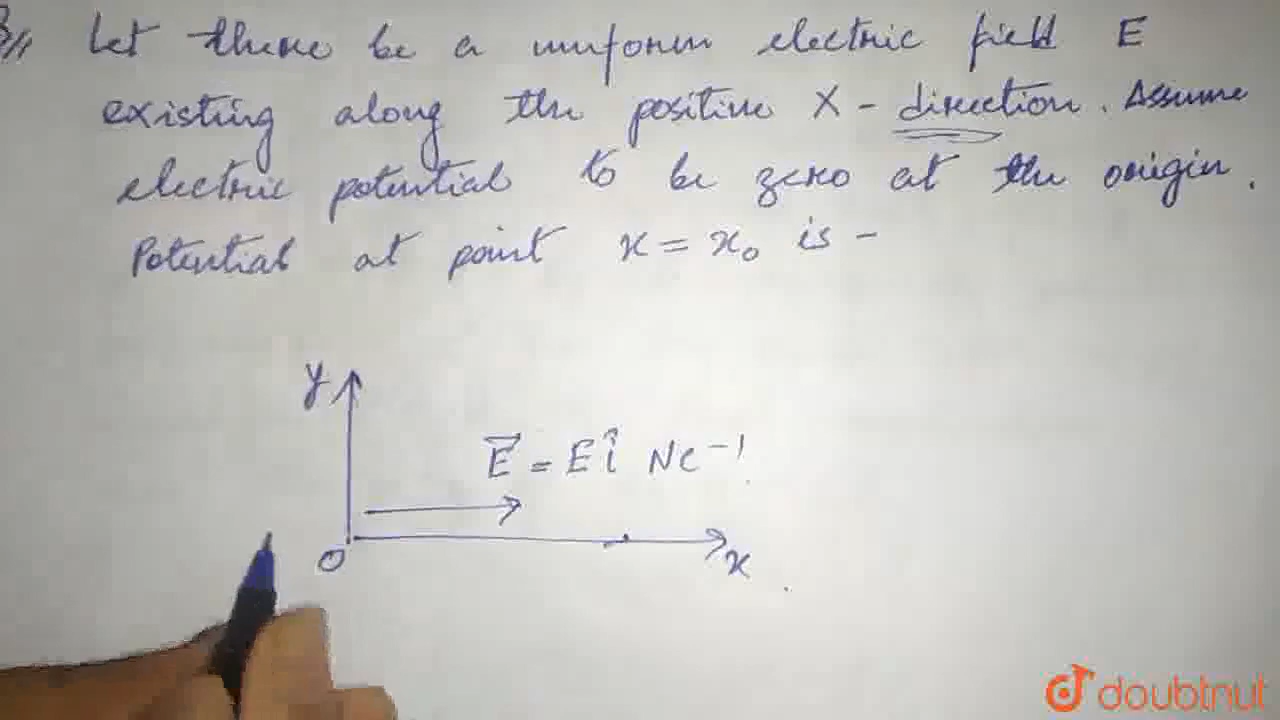 Let there be a uniform electric field E
existing along the positive X - direction. Assume
electric potential to be zero at the origin.
Potential at point x = x₀ is -
y
E⃗ = E î NC⁻¹
O
x
doubtnut